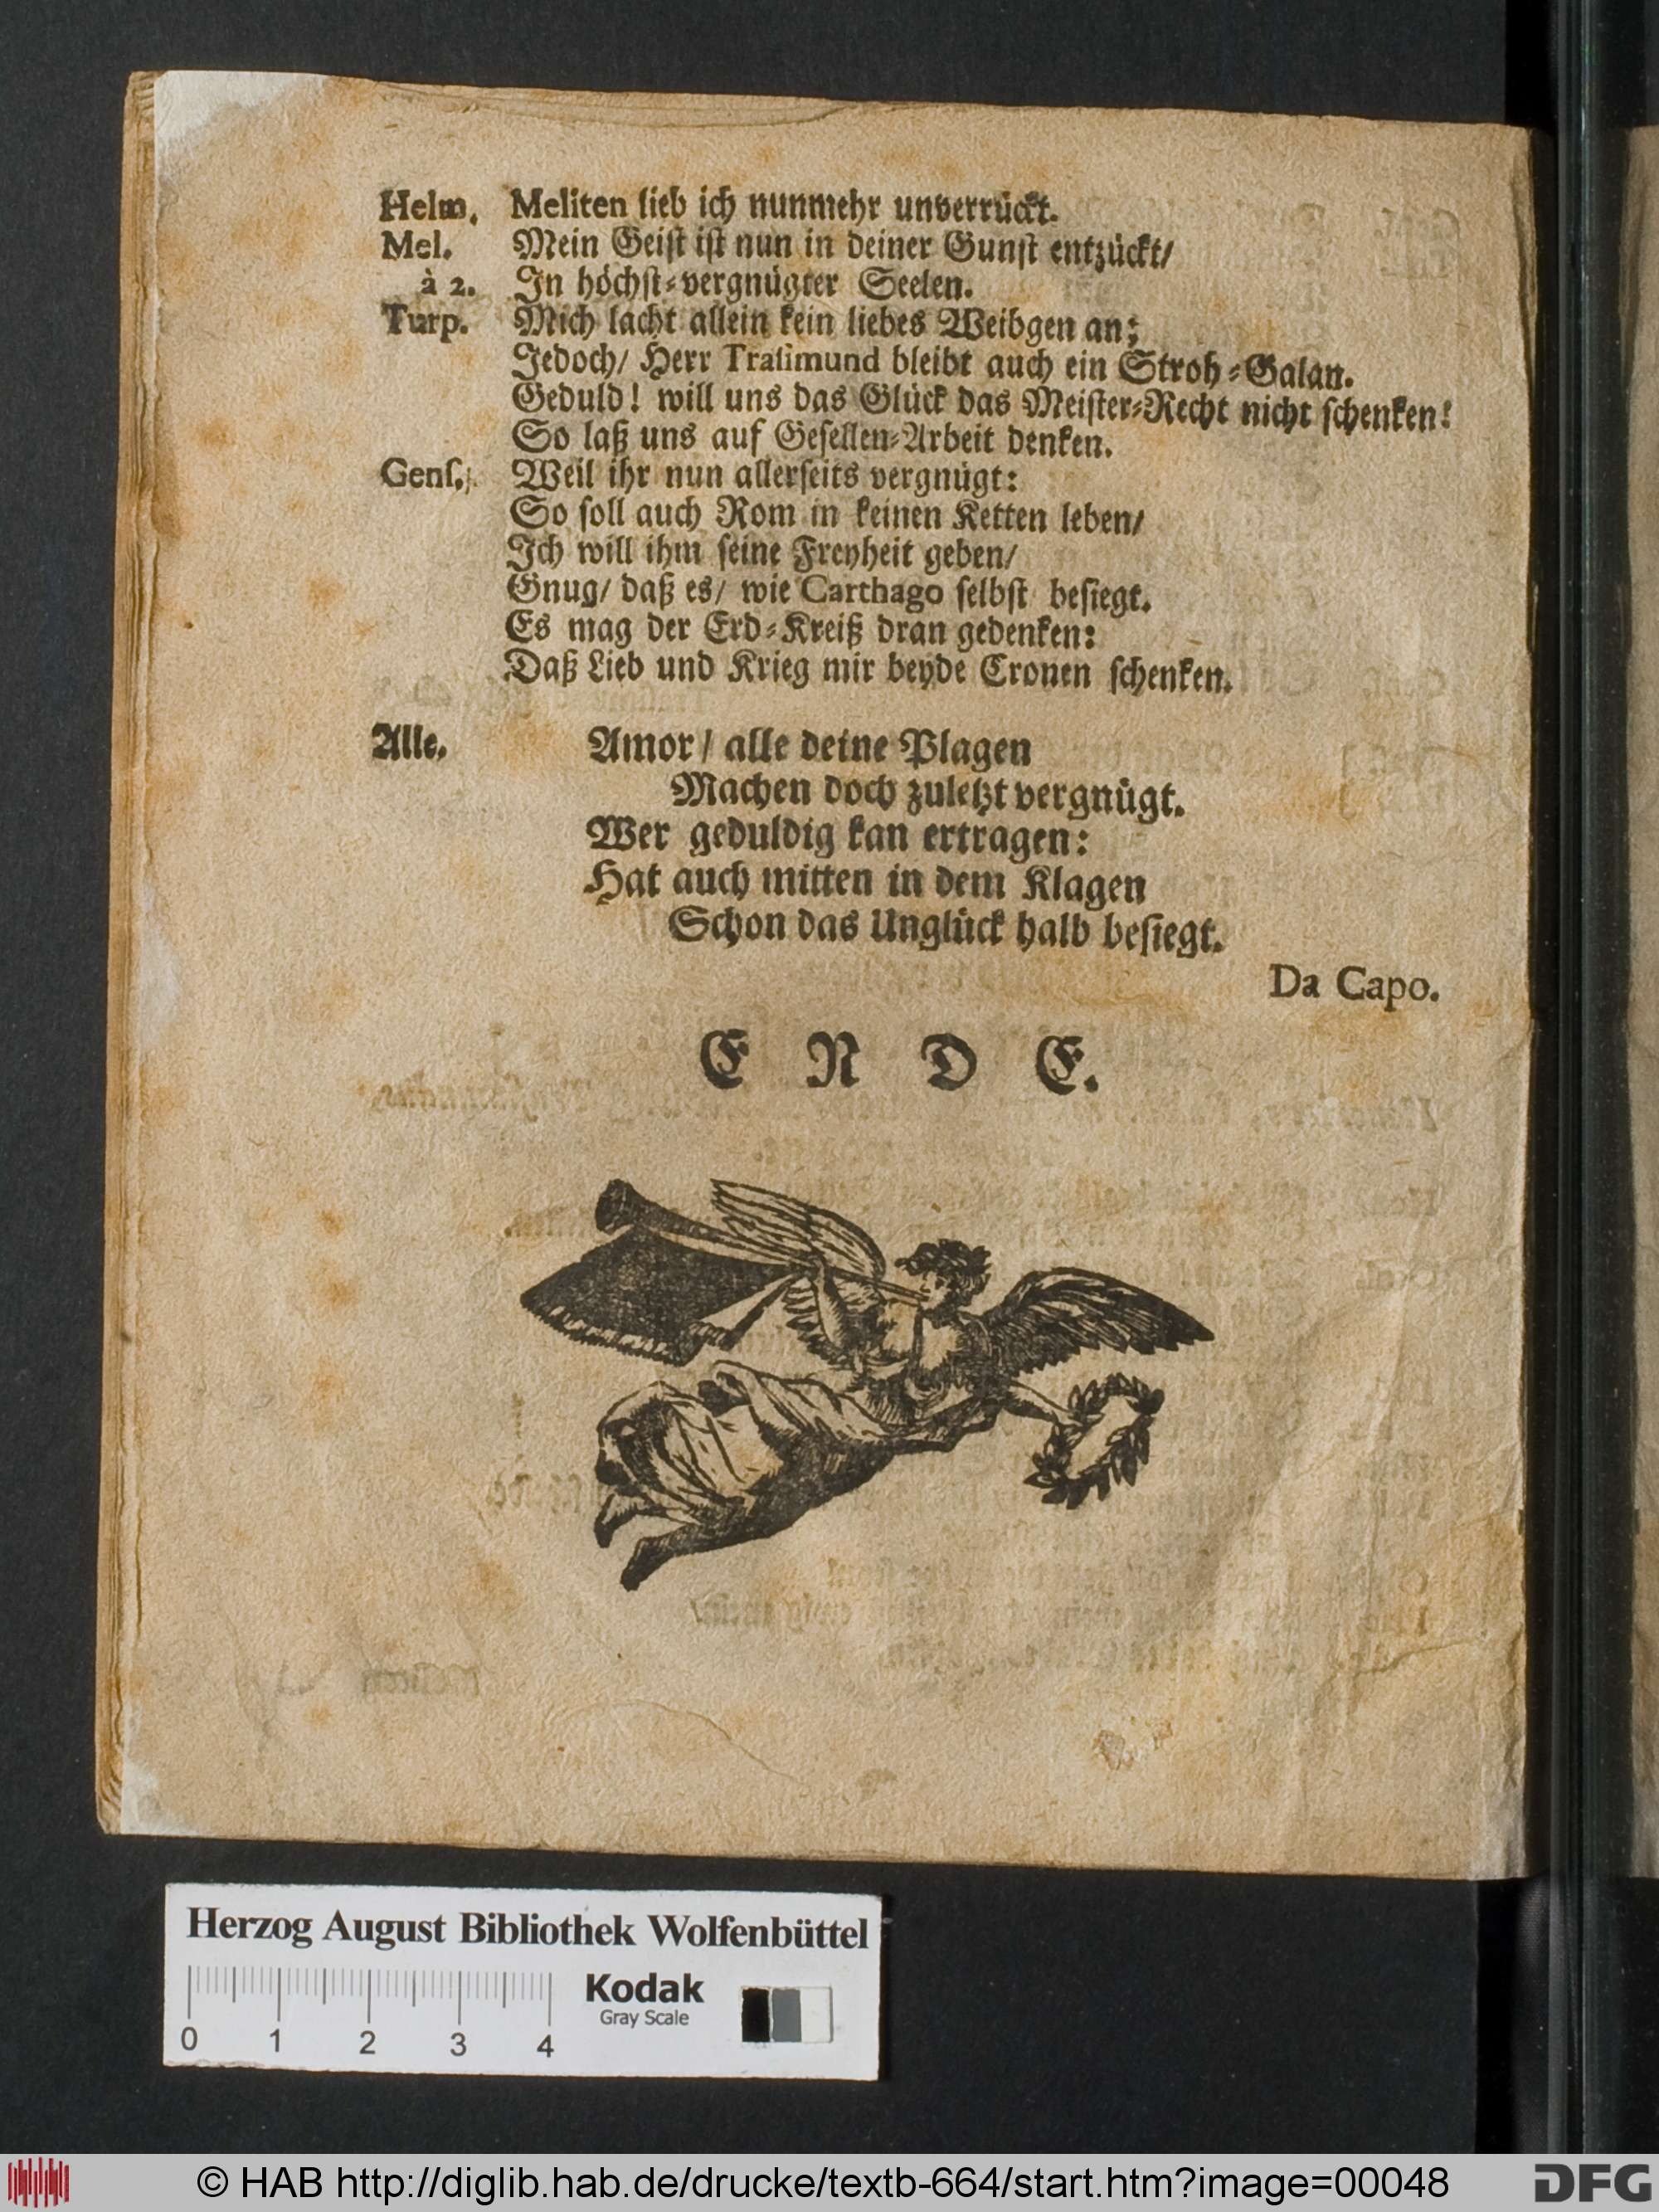 Helm. Meliten lieb ich nunmehr unverrückt.
Mel. Mein Geist ist nun in deiner Gunst entzückt/
à 2. In höchst-vergnügter Seelen.
Turp. Mich lacht allein kein liebes Weibgen an;
Jedoch/ Herr Trasimund bleibt auch ein Stroh-Galan.
Geduld! will uns das Glück das Meister-Recht nicht schenken!
So laß uns auf Gesellen-Arbeit denken.
Gens. Weil ihr nun allerseits vergnügt:
So soll auch Rom in keinen Ketten leben/
Ich will ihm seine Freyheit geben/
Gnug/ daß es/ wie Carthago selbst besiegt.
Es mag der Erd-Kreiß dran gedenken:
Daß Lieb und Krieg mir beyde Cronen schenken.
Alle. Amor/ alle deine Plagen
Machen doch zuletzt vergnügt.
Wer geduldig kan ertragen:
Hat auch mitten in dem Klagen
Schon das Unglück halb besiegt.
Da Capo.
E N D E.
Herzog August Bibliothek Wolfenbüttel
Kodak
Gray Scale
0 1 2 3 4
© HAB http://diglib.hab.de/drucke/textb-664/start.htm?image=00048
DFG